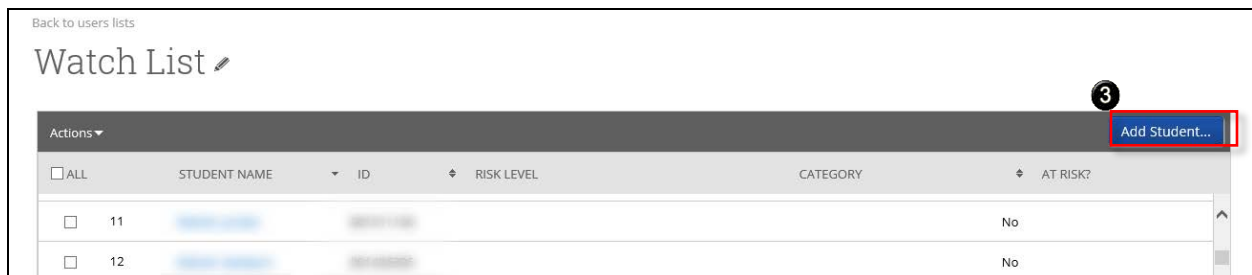 Back to users lists
Watch List
3
Actions
Add Student...
ALL STUDENT NAME ID RISK LEVEL CATEGORY AT RISK?
11 No
12 No